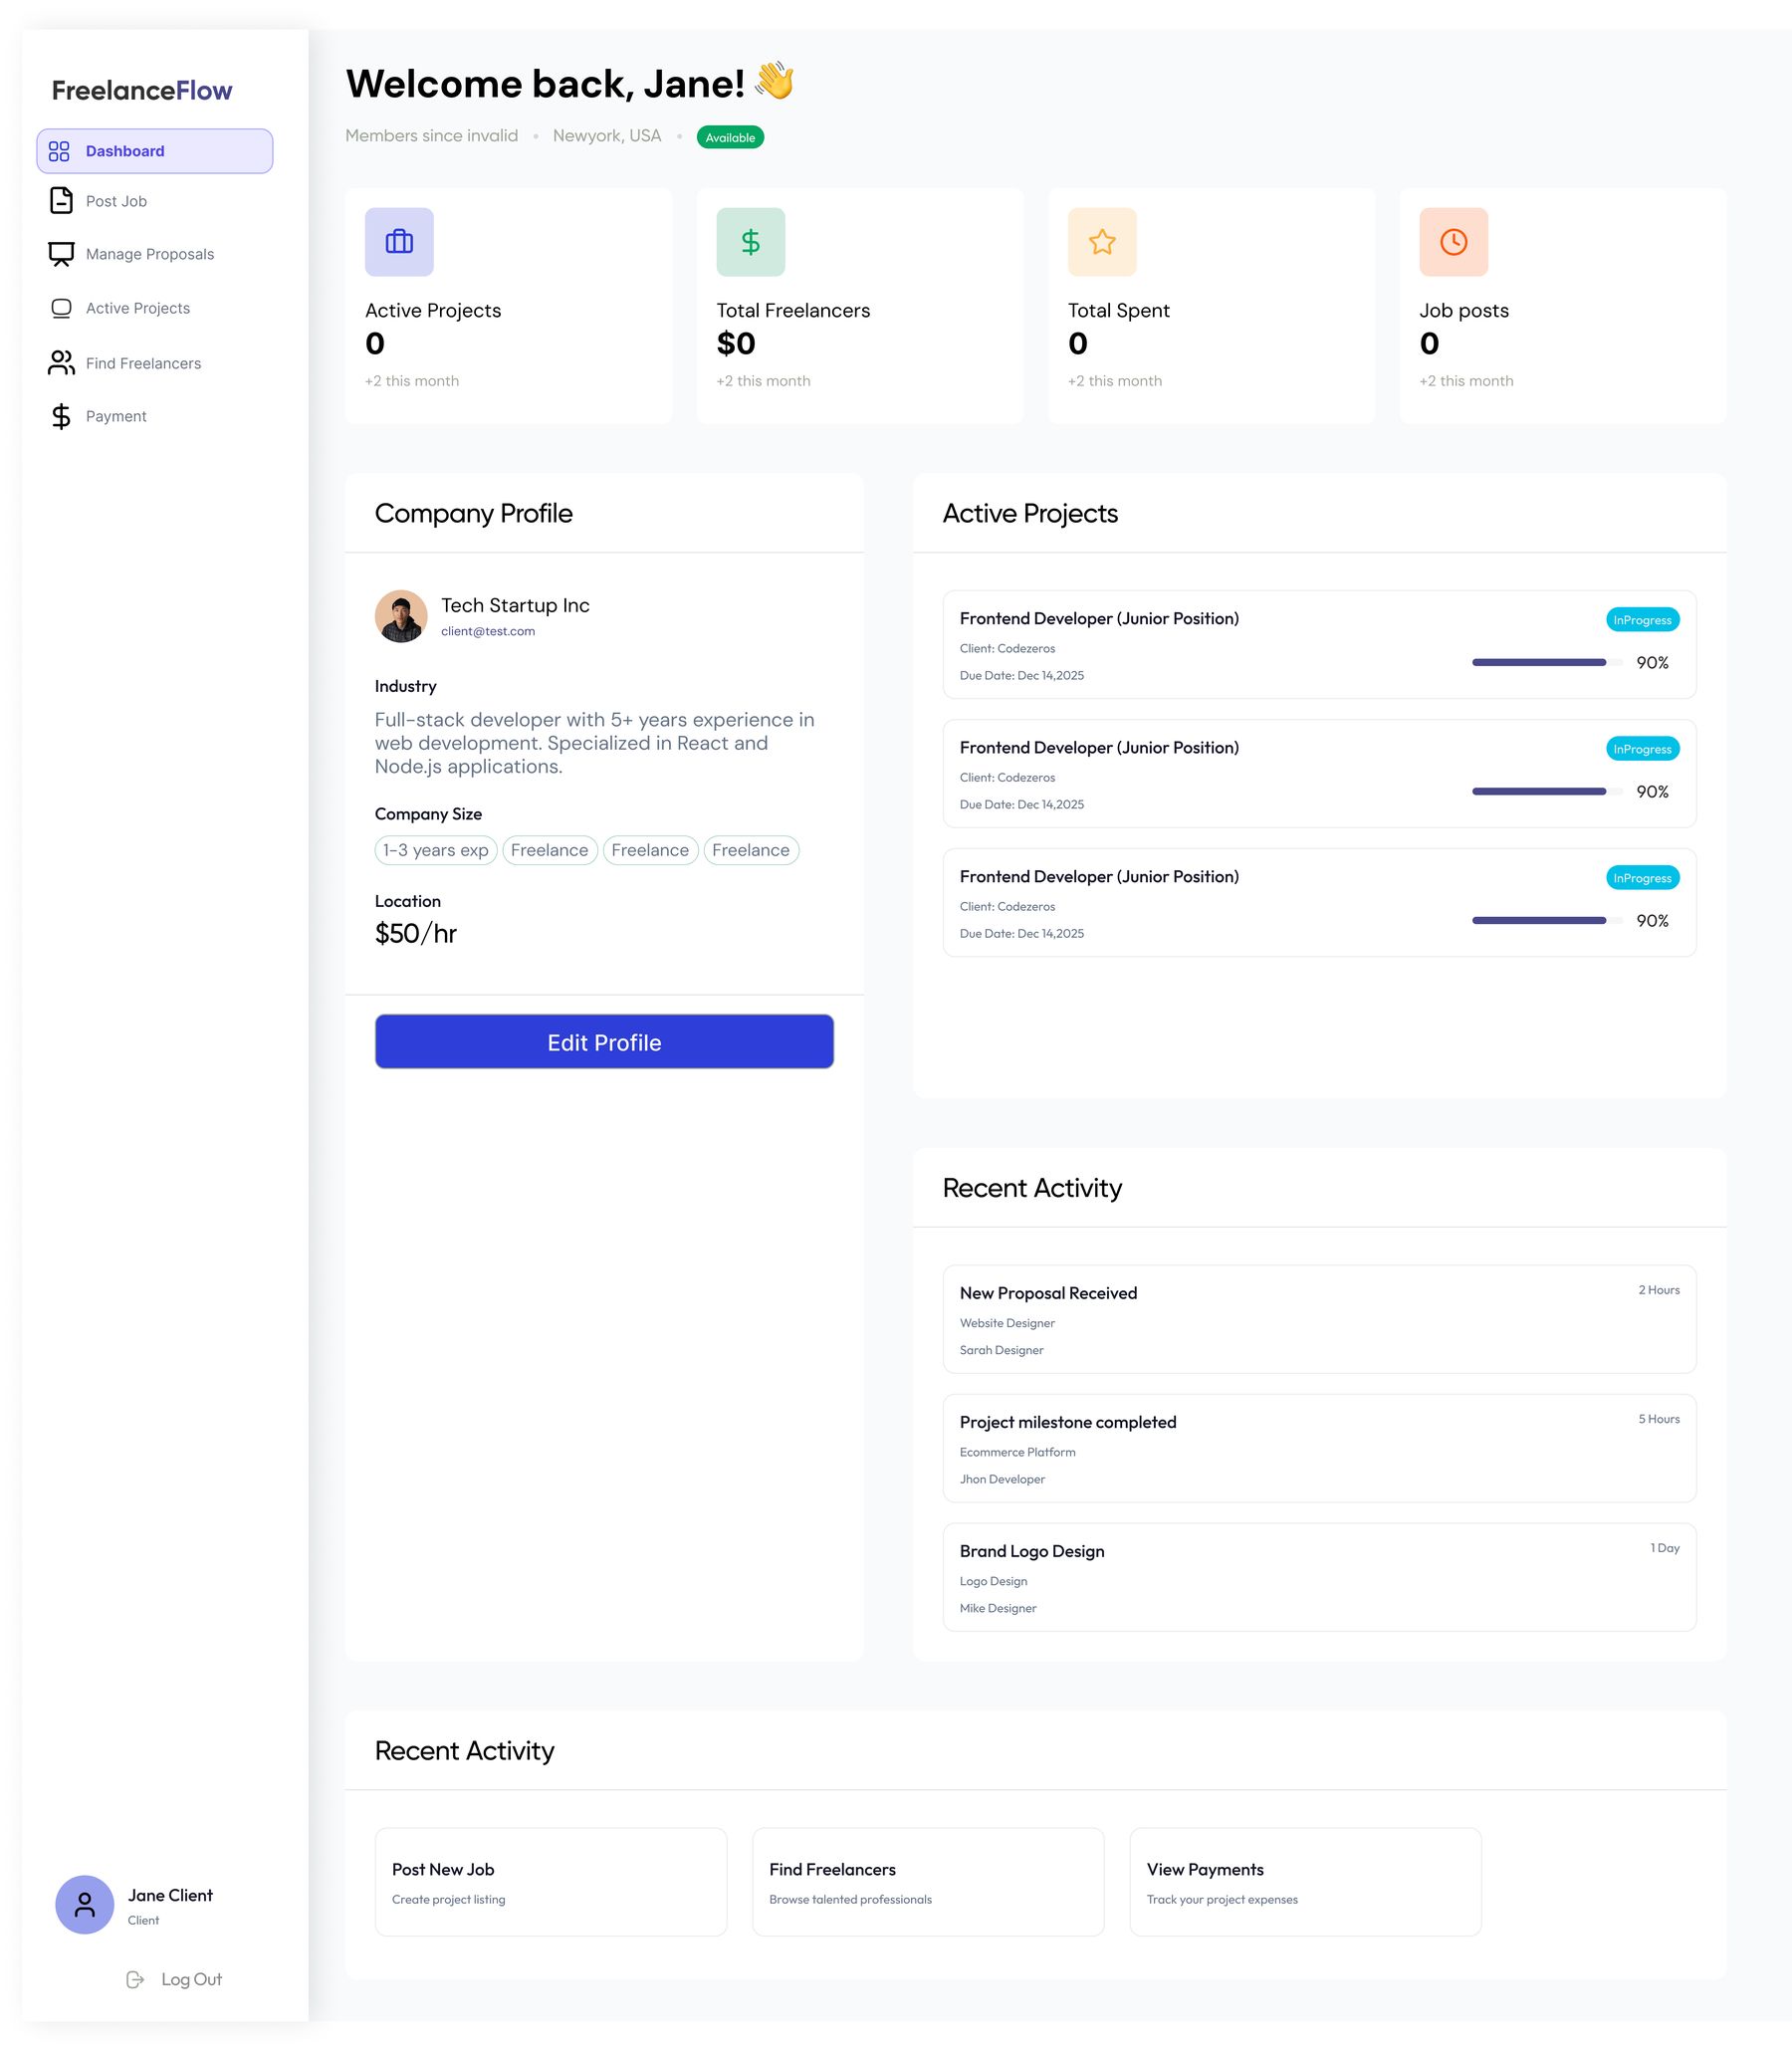 FreelanceFlow
Dashboard
Post Job
Manage Proposals
Active Projects
Find Freelancers
Payment
Jane Client
Client
Log Out
Welcome back, Jane! 👋
Members since invalid • Newyork, USA • Available
Active Projects
0
+2 this month
Total Freelancers
$0
+2 this month
Total Spent
0
+2 this month
Job posts
0
+2 this month
Company Profile
Tech Startup Inc
client@test.com
Industry
Full-stack developer with 5+ years experience in
web development. Specialized in React and
Node.js applications.
Company Size
1-3 years exp Freelance Freelance Freelance
Location
$50/hr
Edit Profile
Active Projects
Frontend Developer (Junior Position)
InProgress
Client: Codezeros
90%
Due Date: Dec 14,2025
Frontend Developer (Junior Position)
InProgress
Client: Codezeros
90%
Due Date: Dec 14,2025
Frontend Developer (Junior Position)
InProgress
Client: Codezeros
90%
Due Date: Dec 14,2025
Recent Activity
New Proposal Received
2 Hours
Website Designer
Sarah Designer
Project milestone completed
5 Hours
Ecommerce Platform
Jhon Developer
Brand Logo Design
1 Day
Logo Design
Mike Designer
Recent Activity
Post New Job
Create project listing
Find Freelancers
Browse talented professionals
View Payments
Track your project expenses